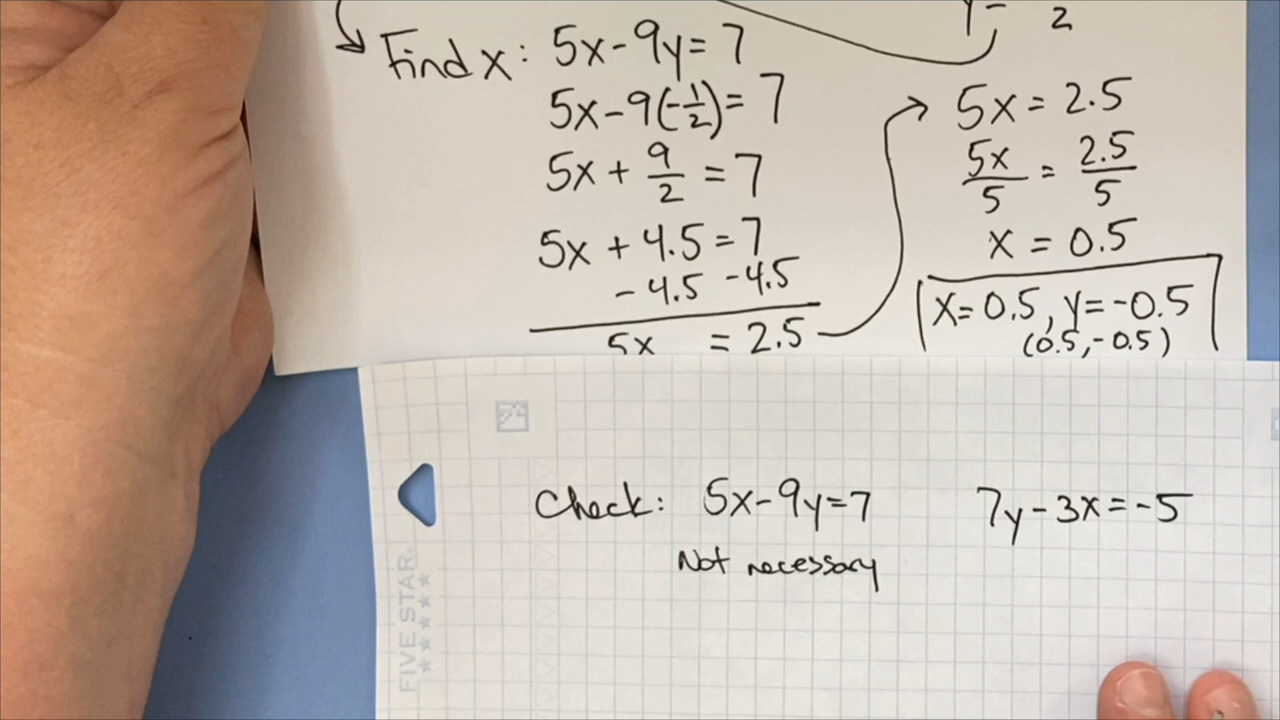 y= 2
Find x: 5x-9y=7
5x-9(-1/2)=7
5x+9/2=7
5x+4.5=7
-4.5 -4.5
5x = 2.5
5x=2.5
5x/5=2.5/5
x=0.5
x=0.5, y=-0.5
(0.5,-0.5)
Check: 5x-9y=7 7y-3x=-5
Not necessary
FIVE STAR.